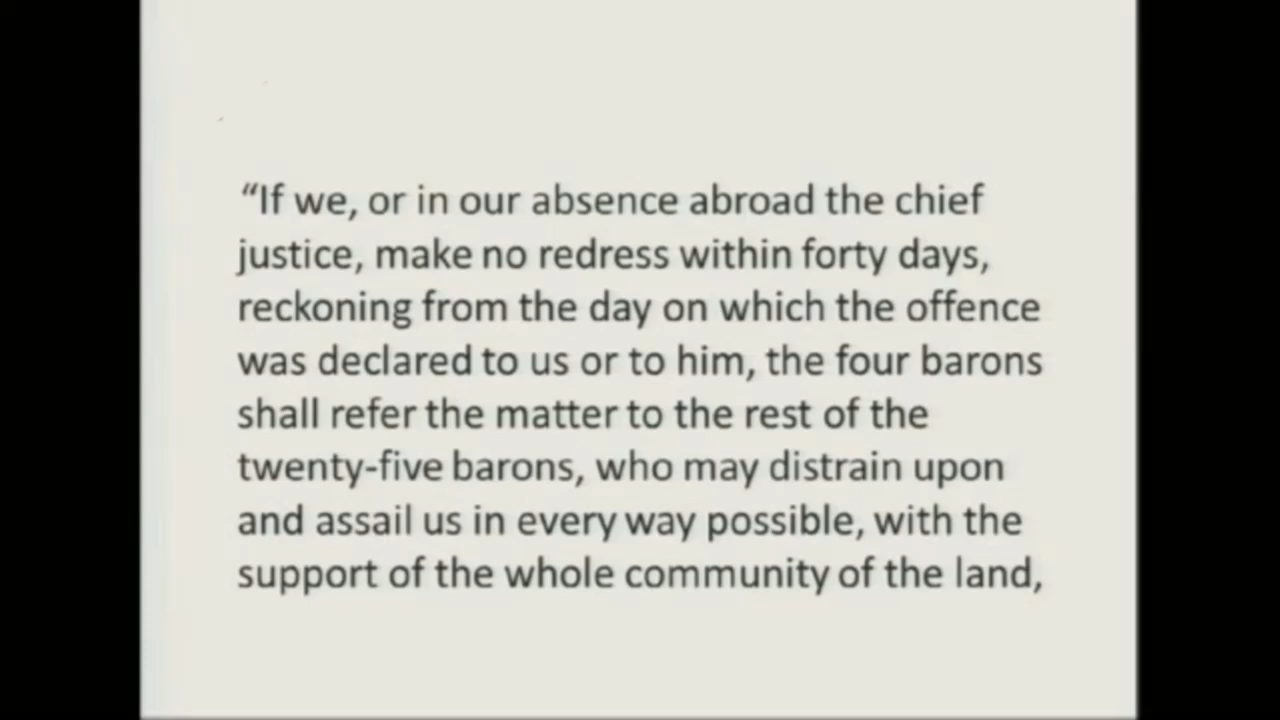 “If we, or in our absence abroad the chief
justice, make no redress within forty days,
reckoning from the day on which the offence
was declared to us or to him, the four barons
shall refer the matter to the rest of the
twenty-five barons, who may distrain upon
and assail us in every way possible, with the
support of the whole community of the land,